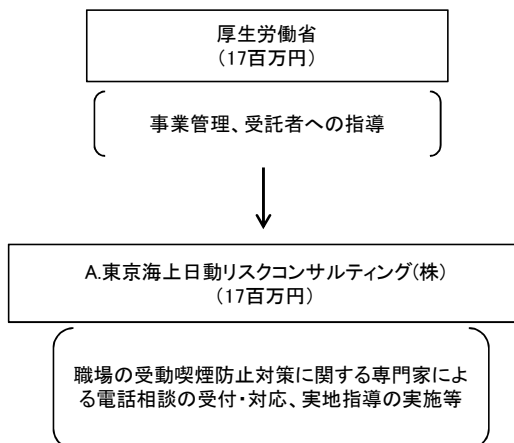 厚生労働省
（17百万円）
事業管理、受託者への指導
A.東京海上日動リスクコンサルティング(株)
（17百万円）
職場の受動喫煙防止対策に関する専門家によ
る電話相談の受付・対応、実地指導の実施等